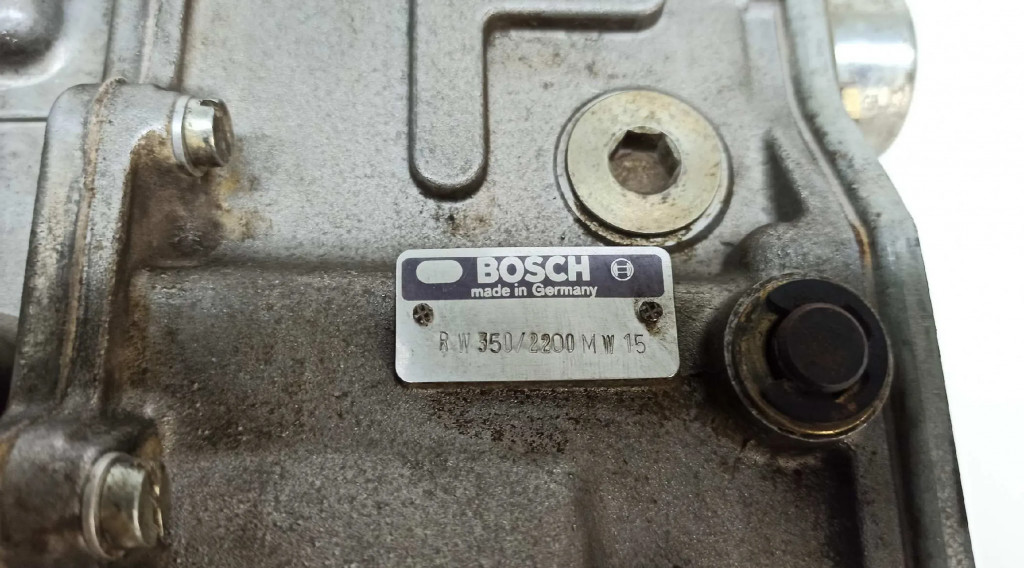 BOSCH
made in Germany
R W 350/2200 M W 15